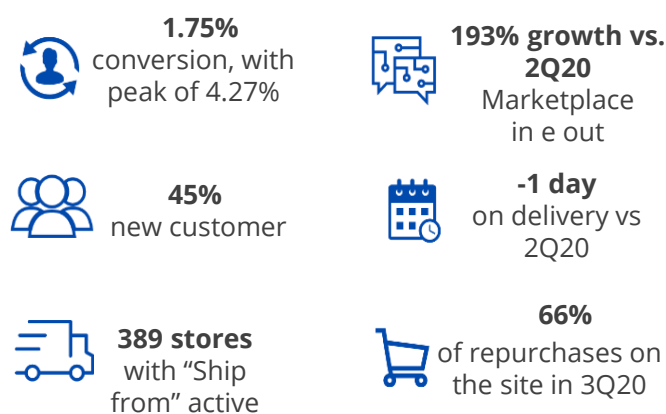 1.75%
conversion, with
peak of 4.27%
193% growth vs.
2Q20
Marketplace
in e out
45%
new customer
-1 day
on delivery vs
2Q20
389 stores
with “Ship
from” active
66%
of repurchases on
the site in 3Q20